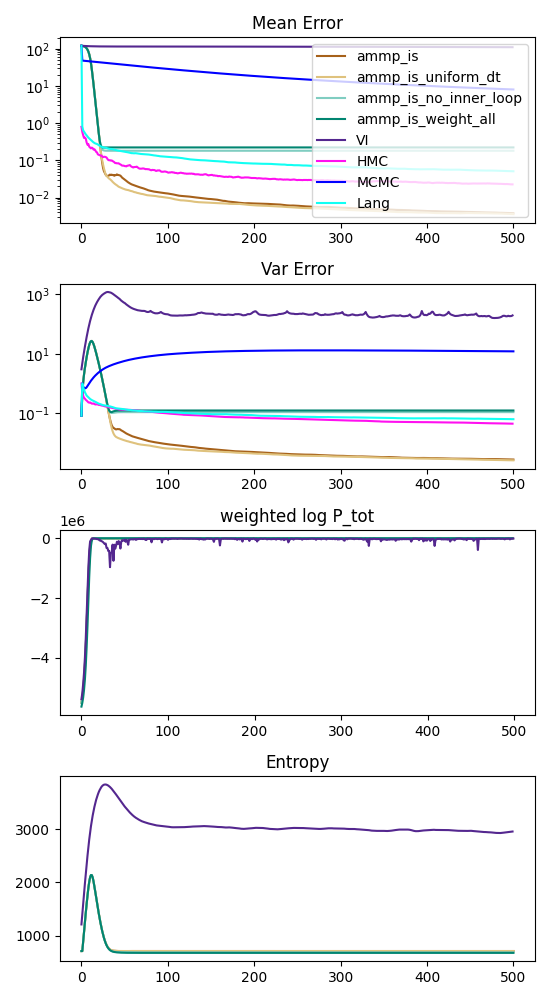 Mean Error
10^2
10^1
10^0
10^-1
10^-2
ammp_is
ammp_is_uniform_dt
ammp_is_no_inner_loop
ammp_is_weight_all
VI
HMC
MCMC
Lang
0 100 200 300 400 500
Var Error
10^3
10^1
10^-1
0 100 200 300 400 500
weighted log P_tot
1e6
0
−2
−4
0 100 200 300 400 500
Entropy
3000
2000
1000
0 100 200 300 400 500